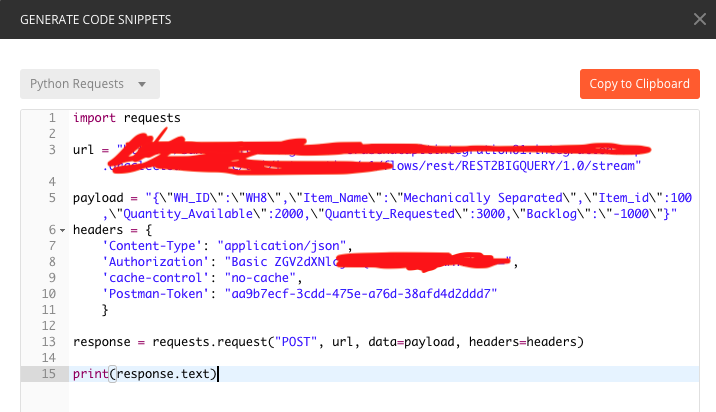 GENERATE CODE SNIPPETS
Python Requests
Copy to Clipboard
1 import requests
2
3 url = "
flows/rest/REST2BIGQUERY/1.0/stream"
4
5 payload = "{\"WH_ID\":\"WH8\",\"Item_Name\":\"Mechanically Separated\",\"Item_id\":100
,\"Quantity_Available\":2000,\"Quantity_Requested\":3000,\"Backlog\":\"-1000\"}"
6 headers = {
7 'Content-Type': "application/json",
8 'Authorization': "Basic ",
9 'cache-control': "no-cache",
10 'Postman-Token': "aa9b7ecf-3cdd-475e-a76d-38afd4d2ddd7"
11 }
12
13 response = requests.request("POST", url, data=payload, headers=headers)
14
15 print(response.text)